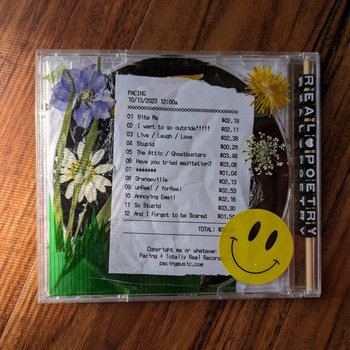 PACING
10/13/2023 12:00a
01 Bite Me $02,19
02 I want to go outside!!!!! $02,11
03 Live / Laugh / Love $02,38
04 Stupid $00,28
05 The Attic / Ghostbusters $03,48
06 Have you tried meditation? $03,08
07 ******* $01,04
08 Orangeville $02,13
09 unReal / forReal $02,53
10 Annoying Email $02,16
11 So Stupid $03,30
12 And I Forgot to be Scared $01,50
TOTAL:
Copyright me or whatever
Pacing + Totally Real Records
pacingmusic.com
REAL♥POETRY